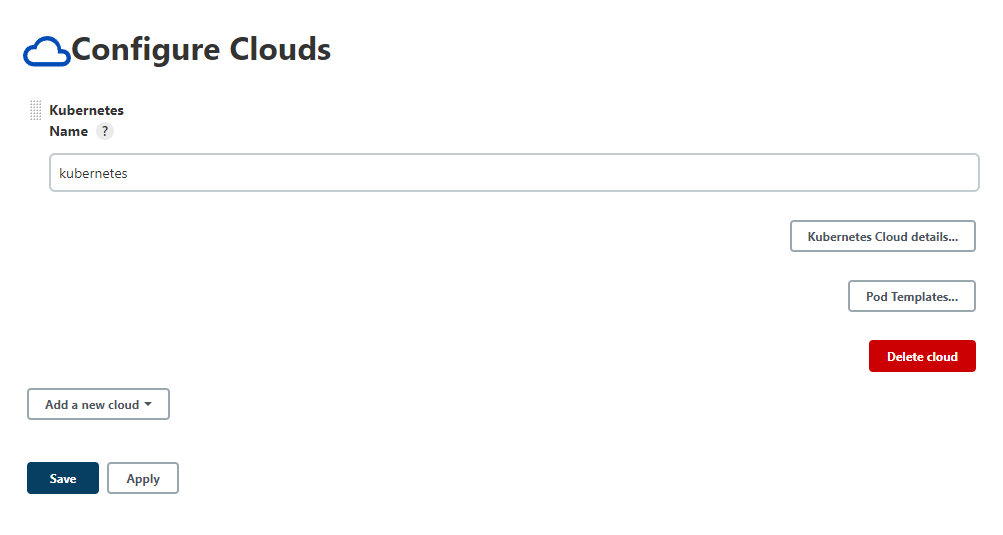 Configure Clouds
Kubernetes
Name ?
kubernetes
Kubernetes Cloud details...
Pod Templates...
Delete cloud
Add a new cloud
Save Apply